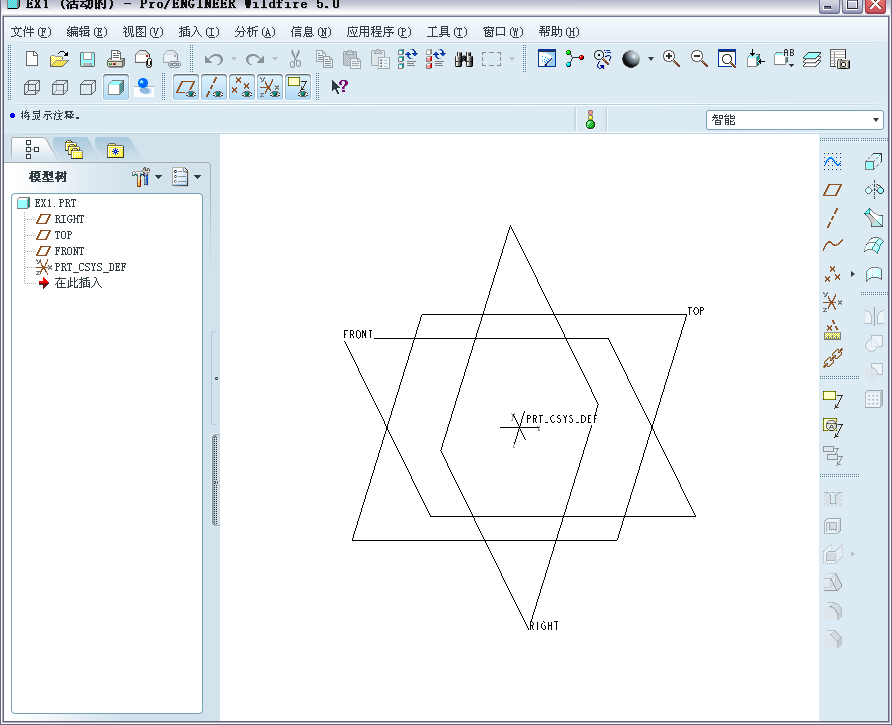 EX1 (活动的) - Pro/ENGINEER Wildfire 5.0
文件(F) 编辑(E) 视图(V) 插入(I) 分析(A) 信息(N) 应用程序(P) 工具(T) 窗口(W) 帮助(H)
将显示注释。
智能
模型树
EX1.PRT
RIGHT
TOP
FRONT
PRT_CSYS_DEF
在此插入
TOP
FRONT
PRT_CSYS_DEF
RIGHT